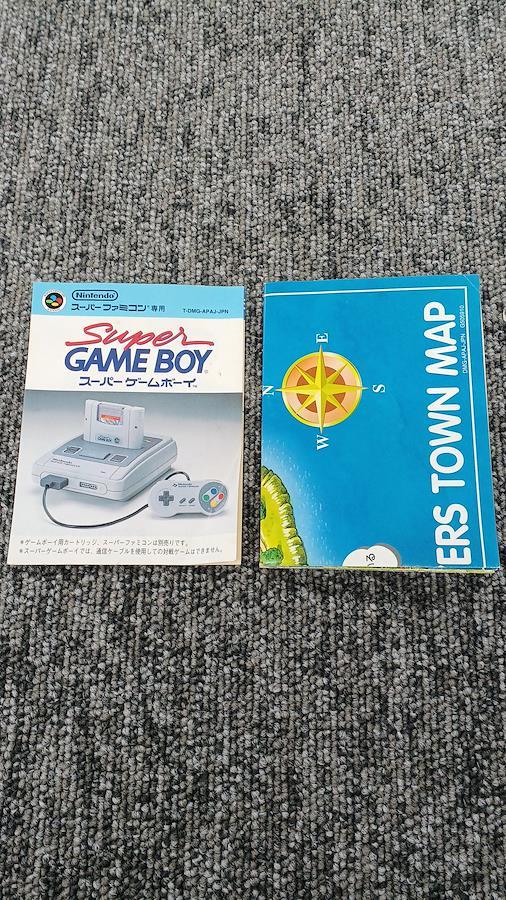 Nintendo
スーパーファミコン®専用
T-DMG-APAJ-JPN
Super
GAME BOY®
スーパーゲームボーイ™
Nintendo
*ゲームボーイ用カートリッジ、スーパーファミコンは別売りです。
*スーパーゲームボーイでは、通信ケーブルを使用しての対戦ゲームはできません。
N
E
S
W
ERS TOWN MAP